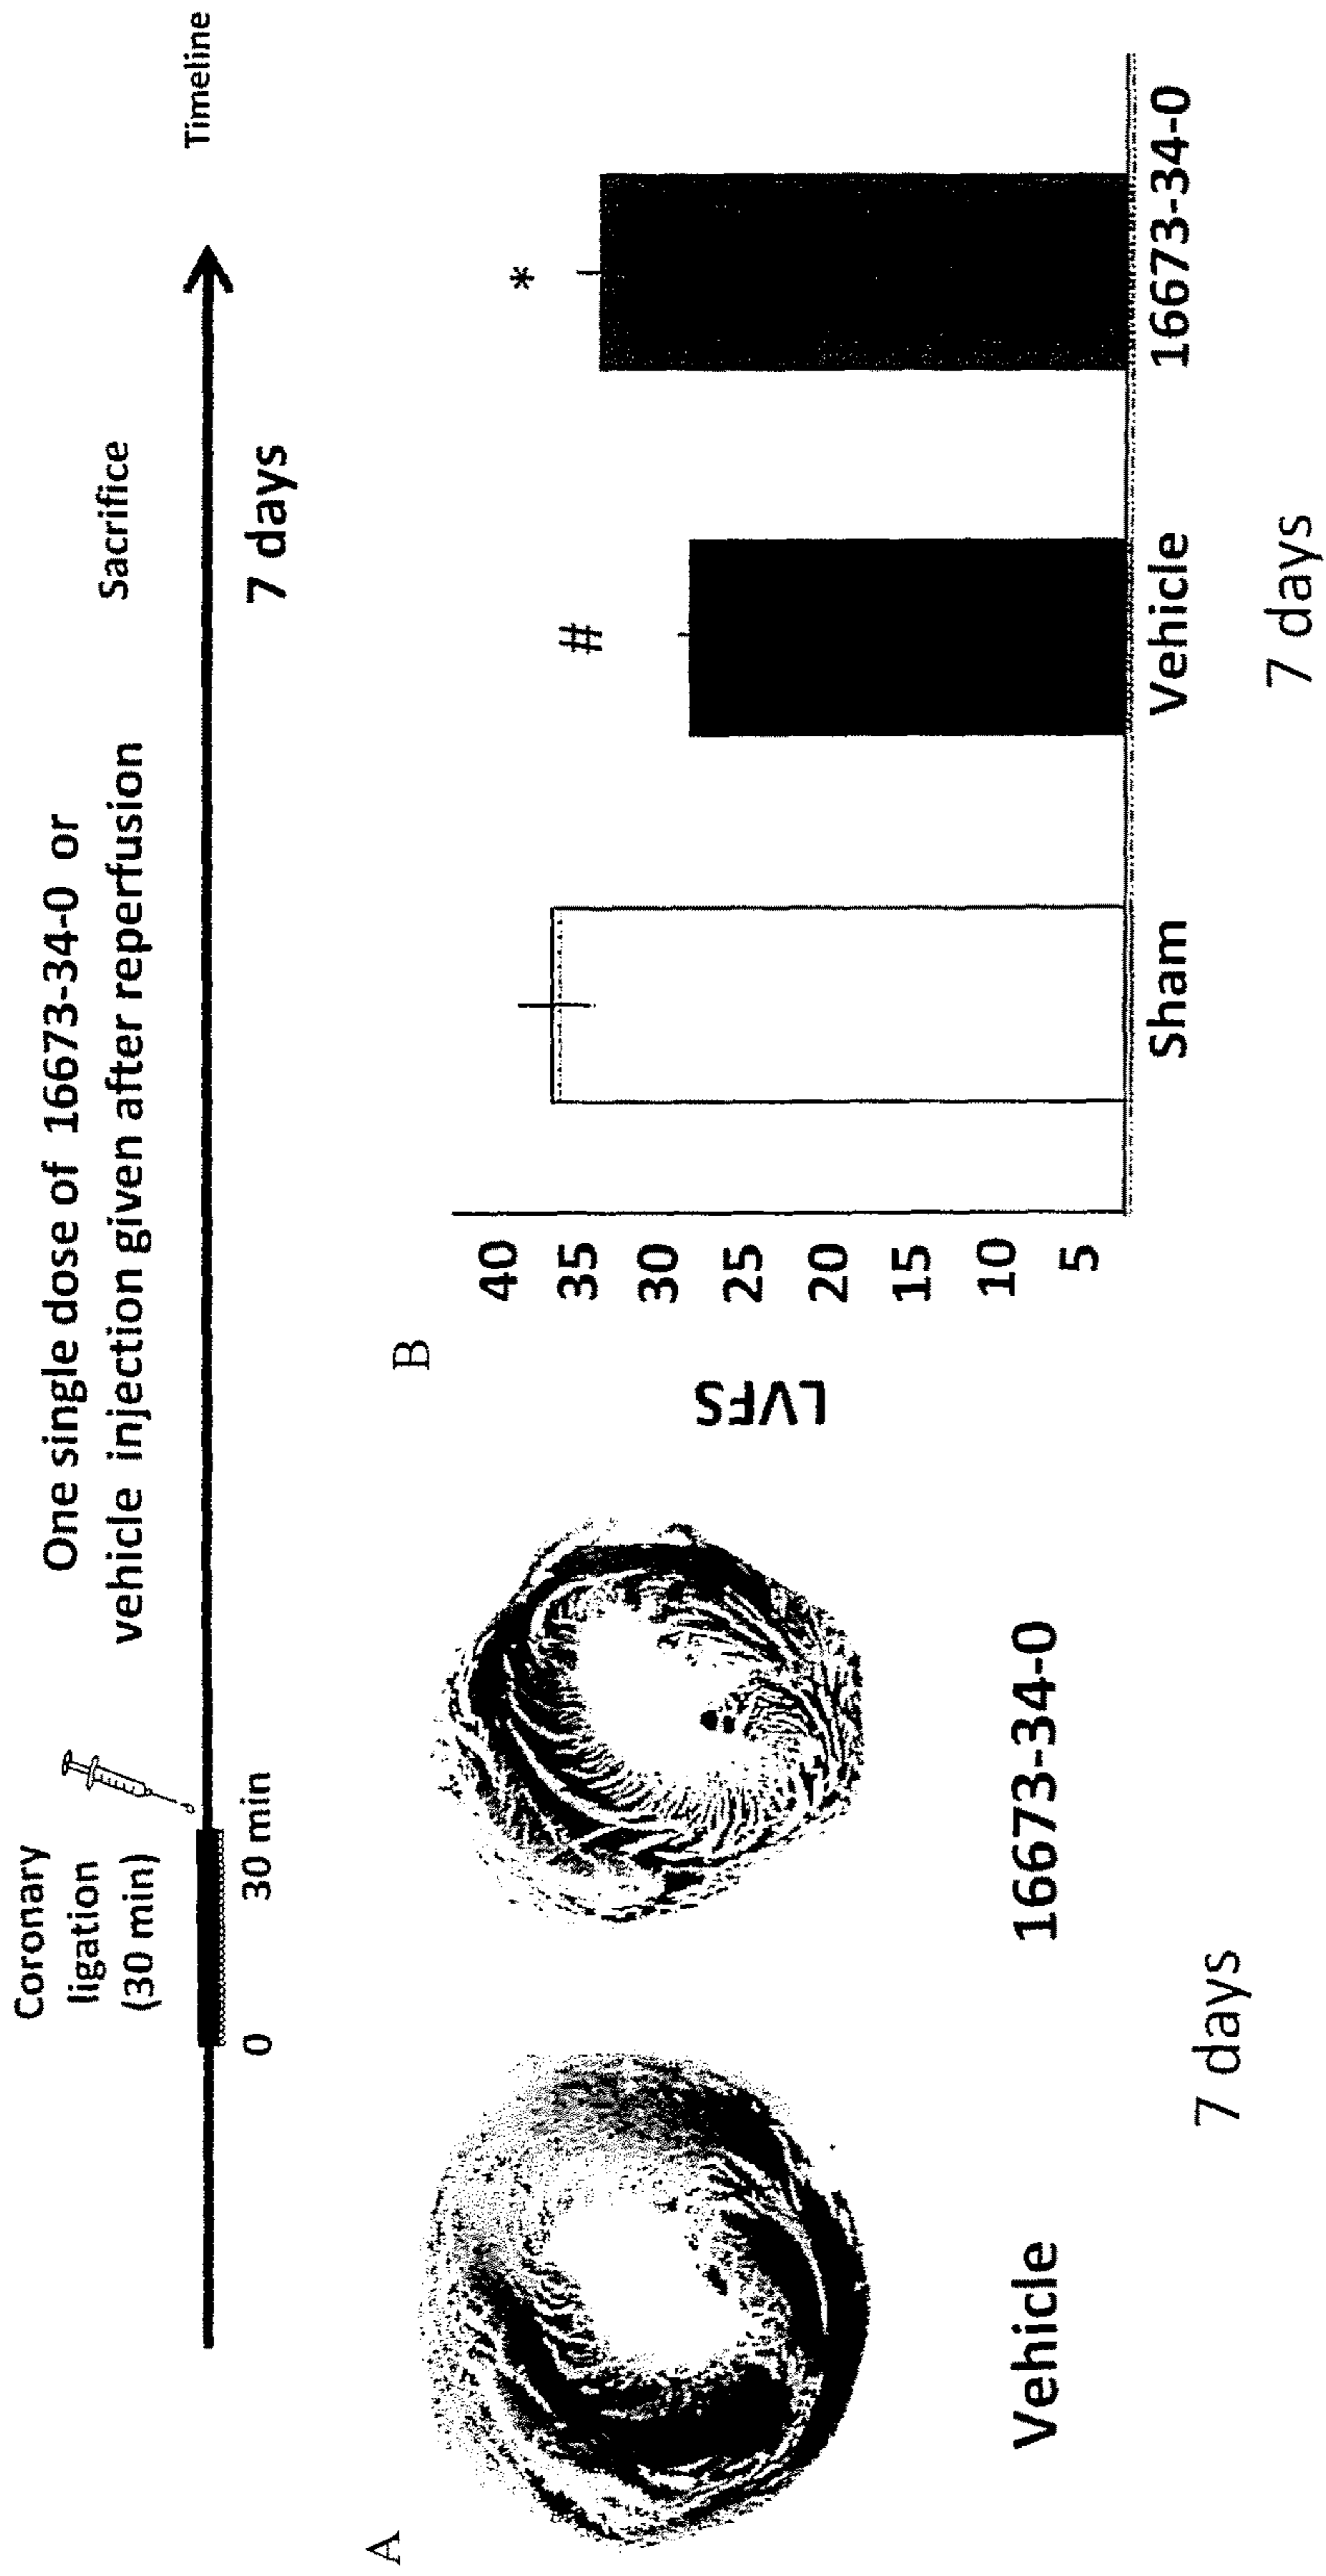 Coronary
ligation
(30 min)
One single dose of 16673-34-0 or
vehicle injection given after reperfusion
Sacrifice
Timeline
0
30 min
7 days
A
Vehicle
16673-34-0
7 days
B
LVFS
40
35
30
25
20
15
10
5
#
*
Sham
Vehicle
16673-34-0
7 days